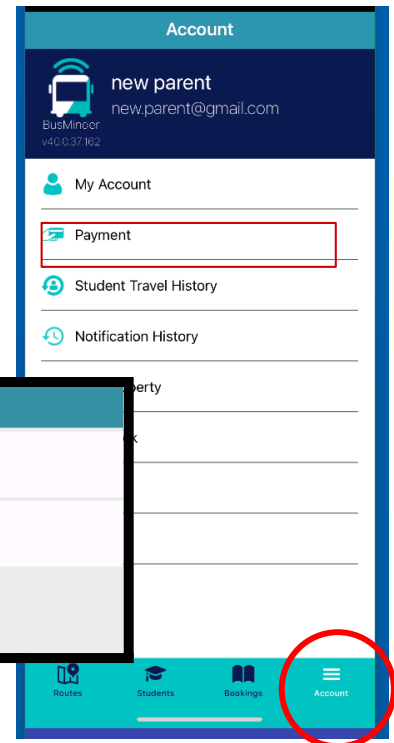 Account
new parent
new.parent@gmail.com
BusMinder
v4.0.0.37.162
My Account
Payment
Student Travel History
Notification History
perty
k
Routes Students Bookings Account